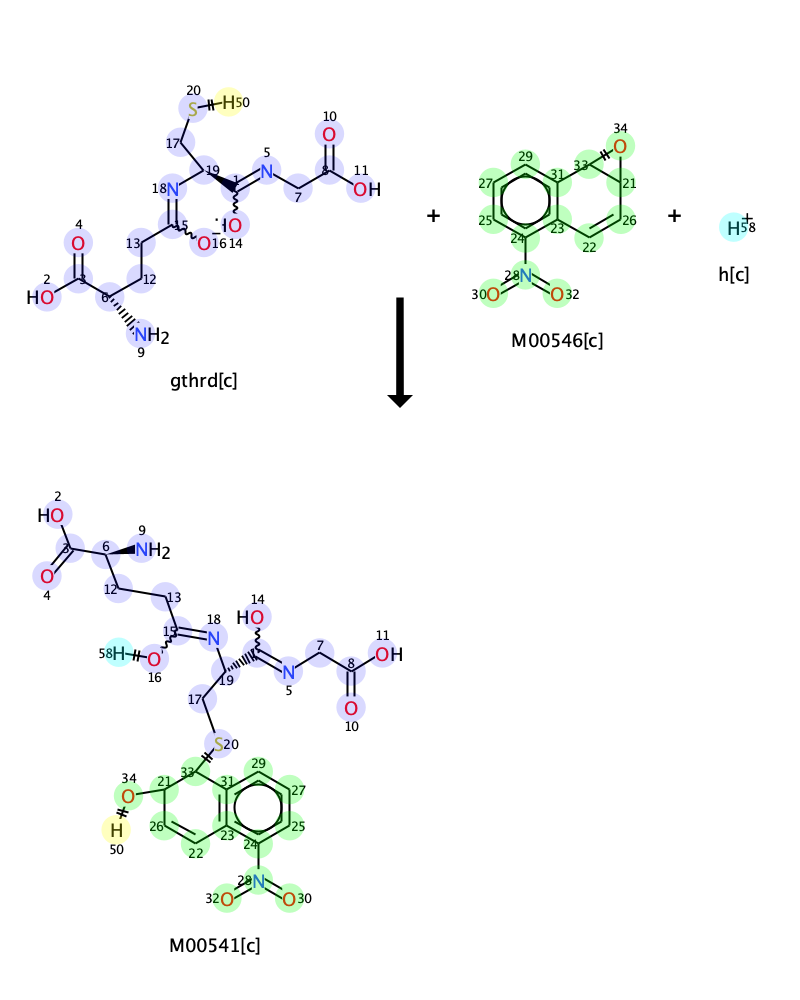 20
S H50
10
O
17
34
O
29
33
19 1 5 N 8 11 OH
18 N
27 31 21
4 O
13 15 O 16 HO 14
+
25 23 26
+
H+58
24 22
3 12
2 HO 6
28 N
h[c]
NH2
9
30 O O 32
M00546[c]
gthrd[c]
2
HO
9
3 6 NH2
14
HO
O
4
12 13
15 N 18
7 11
OH
58 H O 16
5 N 8
19
17
O
10
S 20
33 29
34 O 21 31 27
H
50
26 23 25
22 24
28 N
32 O O 30
M00541[c]